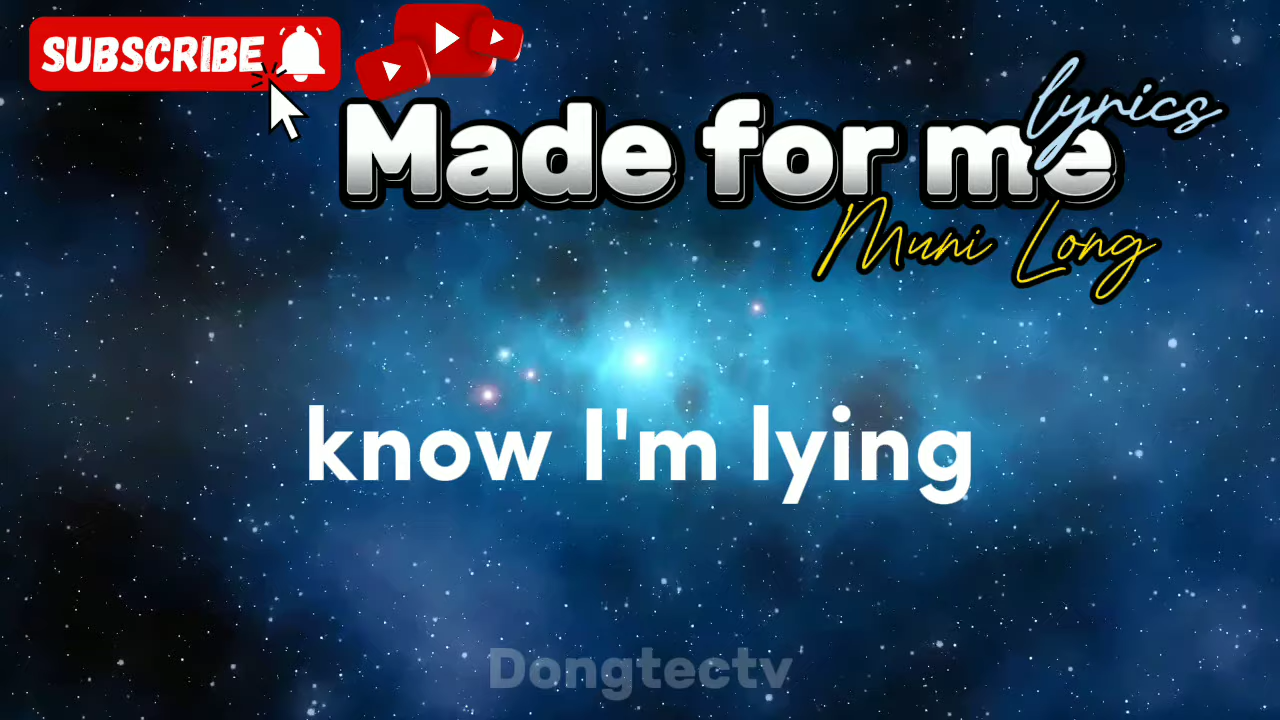 SUBSCRIBE
lyrics
Made for me
Muni Long
know I'm lying
Dongtectv